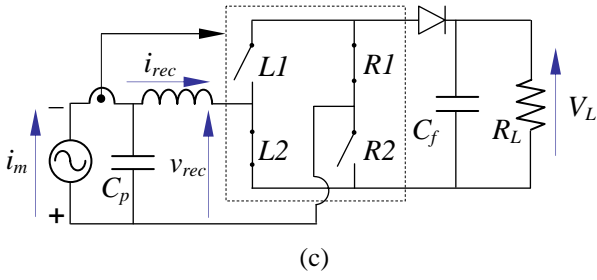 L1
R1
i_rec
−
C_f
R_L
V_L
i_m
L2
R2
v_rec
C_p
+
(c)